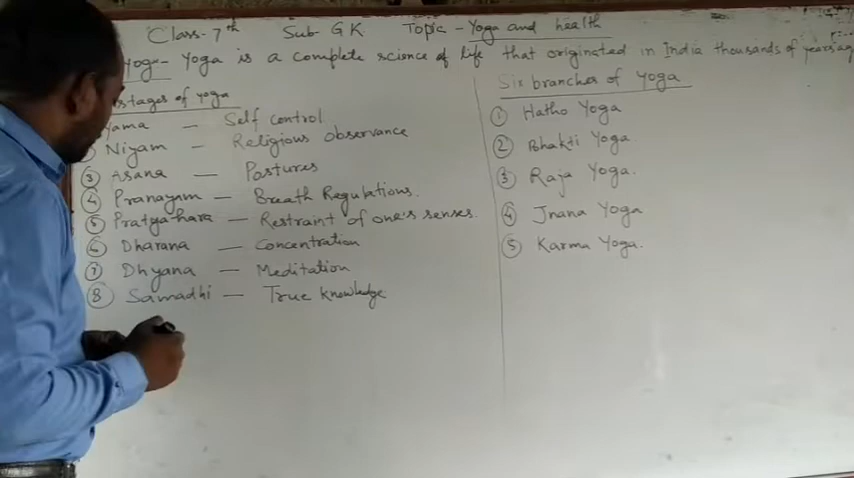 Class-7th Sub- GK Topic - Yoga and health
Yoga is a complete science of life that originated in India thousands of years
stages of yoga
Yama - Self control
Niyam - Religious Observance
③ Asana - Postures
④ Pranayam - Breath Regulations.
⑤ Pratyahara - Restraint of one's senses.
⑥ Dharana - Concentration
⑦ Dhyana - Meditation
⑧ Samadhi - True knowledge
Six branches of yoga
① Hatho Yoga
② Bhakti Yoga
③ Raja Yoga.
④ Jnana Yoga
⑤ Karma Yoga.